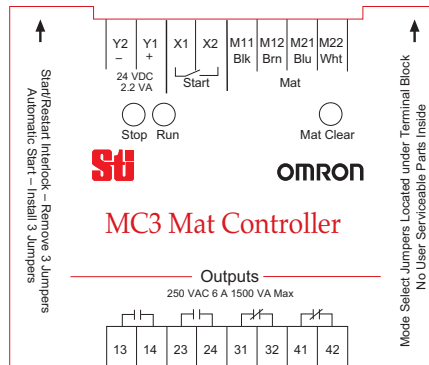 Y2 Y1 X1 X2 M11 M12 M21 M22
– + Blk Brn Blu Wht
24 VDC
2.2 VA
Start
Mat
Stop Run
Mat Clear
Sti
OMRON
MC3 Mat Controller
Outputs
250 VAC 6 A 1500 VA Max
13 14 23 24 31 32 41 42
Start/Restart Interlock – Remove 3 Jumpers
Automatic Start – Install 3 Jumpers
Mode Select Jumpers Located under Terminal Block
No User Serviceable Parts Inside